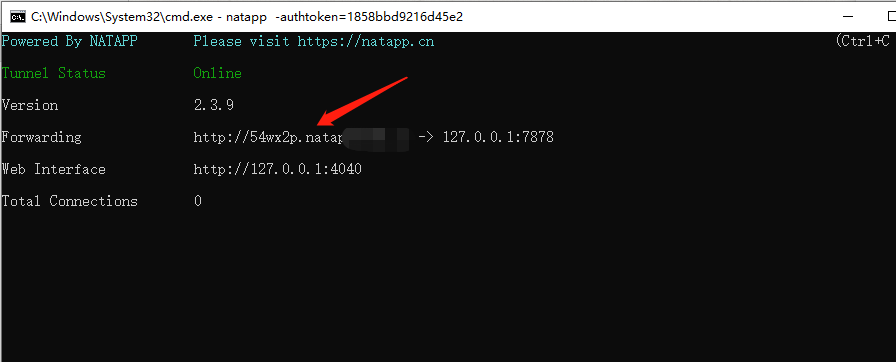 C:\Windows\System32\cmd.exe - natapp -authtoken=1858bbd9216d45e2
Powered By NATAPP Please visit https://natapp.cn (Ctrl+C
Tunnel Status Online
Version 2.3.9
Forwarding http://54wx2p.natap -> 127.0.0.1:7878
Web Interface http://127.0.0.1:4040
Total Connections 0